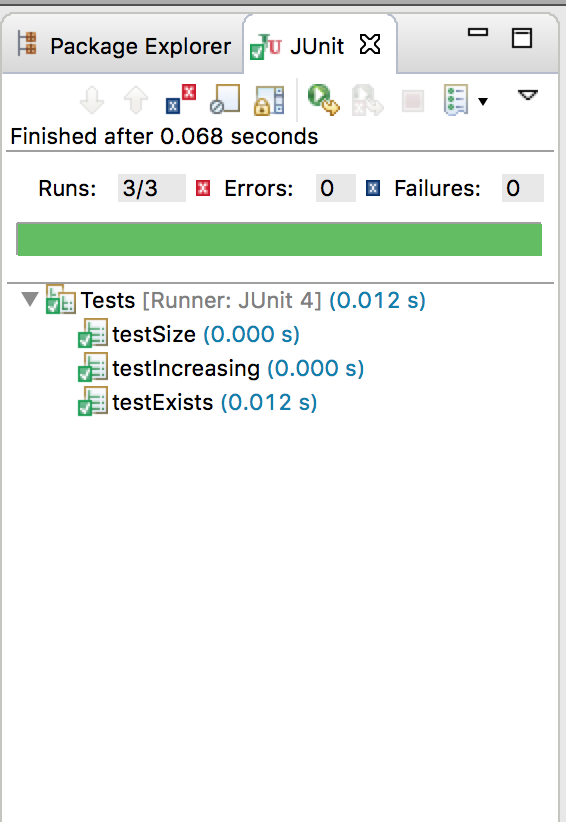 Package Explorer JUnit
Finished after 0.068 seconds
Runs: 3/3 Errors: 0 Failures: 0
Tests [Runner: JUnit 4] (0.012 s)
testSize (0.000 s)
testIncreasing (0.000 s)
testExists (0.012 s)